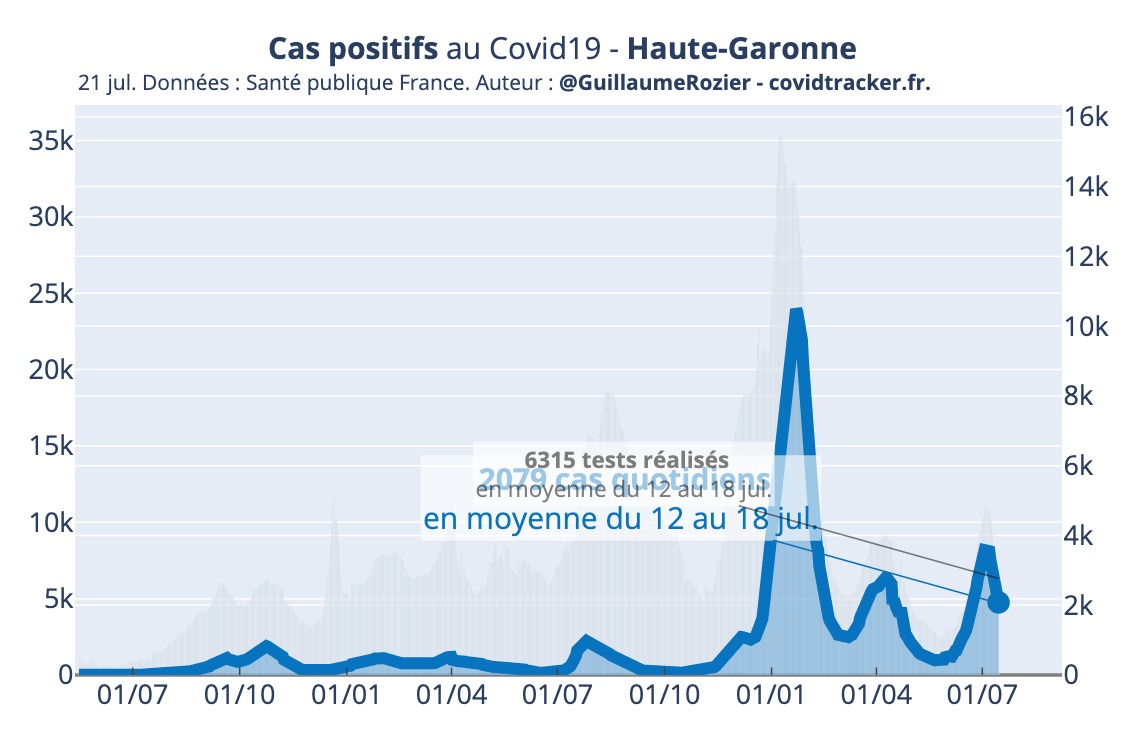 Cas positifs au Covid19 - Haute-Garonne
21 jul. Données : Santé publique France. Auteur : @GuillaumeRozier - covidtracker.fr.
35k
30k
25k
20k
15k
10k
5k
0
16k
14k
12k
10k
8k
6k
4k
2k
0
6315 tests réalisés
en moyenne du 12 au 18 jul.
2079 cas quotidiens
en moyenne du 12 au 18 jul.
01/07
01/10
01/01
01/04
01/07
01/10
01/01
01/04
01/07